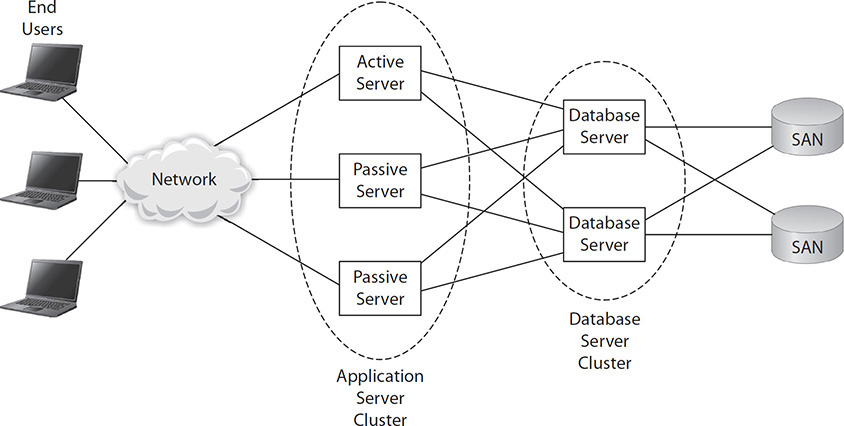 End
Users
Network
Active
Server
Passive
Server
Passive
Server
Application
Server
Cluster
Database
Server
Database
Server
Database
Server
Cluster
SAN
SAN